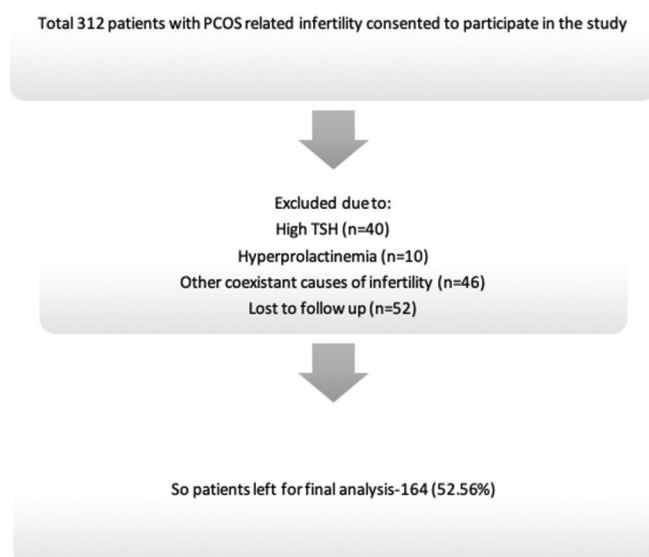 Total 312 patients with PCOS related infertility consented to participate in the study
Excluded due to:
High TSH (n=40)
Hyperprolactinemia (n=10)
Other coexistant causes of infertility (n=46)
Lost to follow up (n=52)
So patients left for final analysis-164 (52.56%)